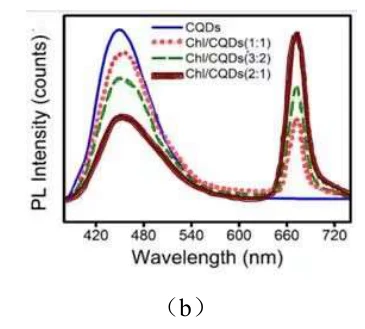 CQDs
Chl/CQDs(1:1)
Chl/CQDs(3:2)
Chl/CQDs(2:1)
PL Intensity (counts)
420 480 540 600 660 720
Wavelength (nm)
（b）